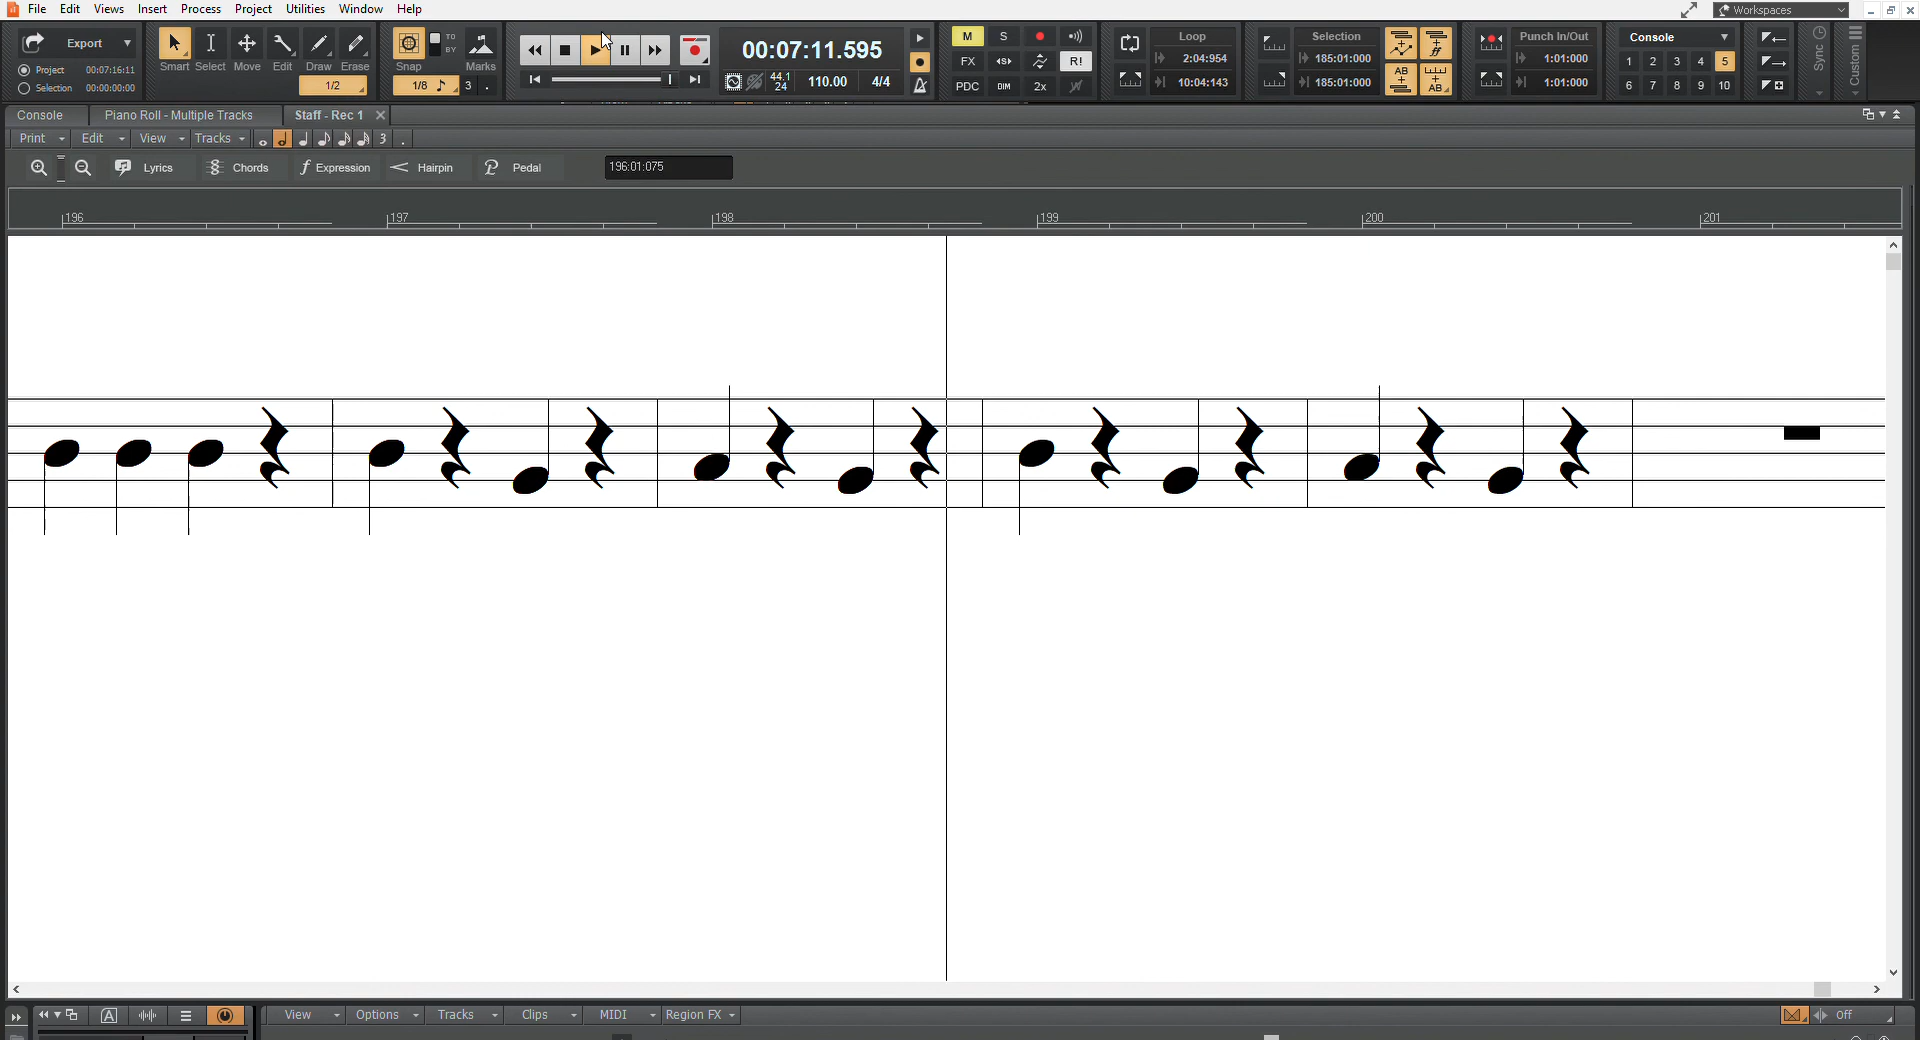 File Edit Views Insert Process Project Utilities Window Help Workspaces
Export
Project 00:07:16:11
Selection 00:00:00:00
Smart Select Move Edit Draw Erase
1/2
TO
BY
Snap Marks
1/8 3 .
00:07:11.595
44.1
24
110.00 4/4
M S
FX R!
PDC DIM 2x
Loop
2:04:954
10:04:143
Selection
185:01:000
185:01:000
AB
AB
Punch In/Out
1:01:000
1:01:000
Console
1 2 3 4 5
6 7 8 9 10
Sync
Custom
Console Piano Roll - Multiple Tracks Staff - Rec 1
Print Edit View Tracks 3 .
Lyrics Chords Expression Hairpin Pedal 196:01:075
196 197 198 199 200 201
A View Options Tracks Clips MIDI Region FX Off